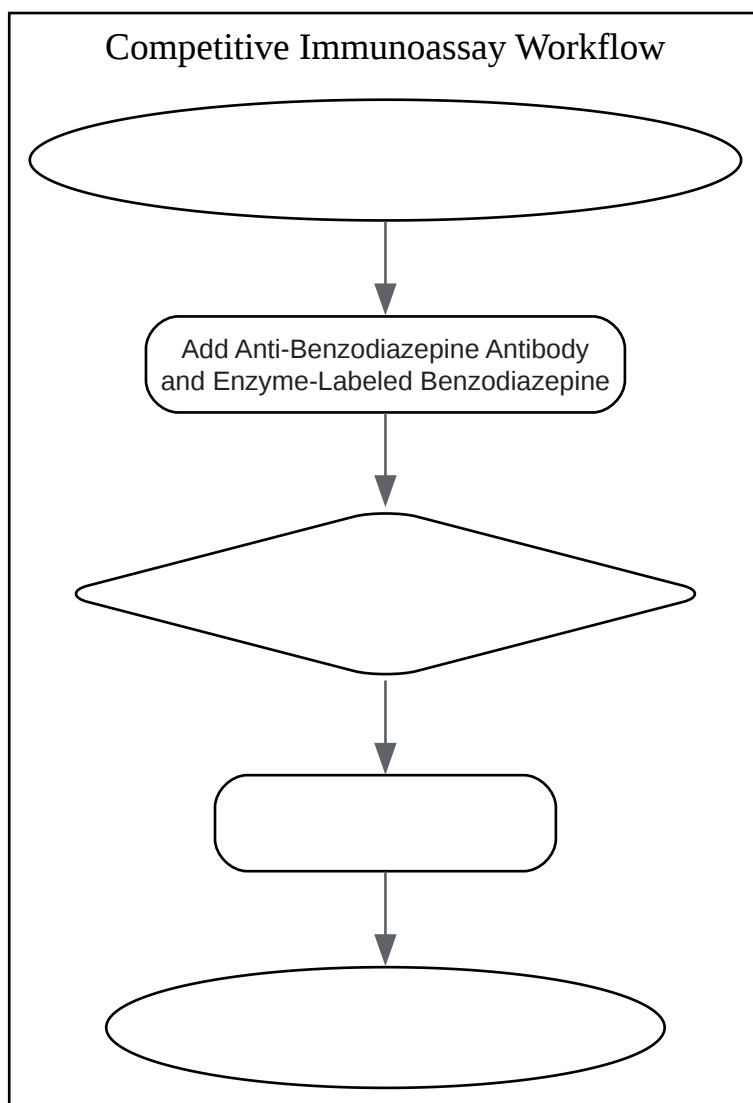 Competitive Immunoassay Workflow
Add Anti-Benzodiazepine Antibody
and Enzyme-Labeled Benzodiazepine